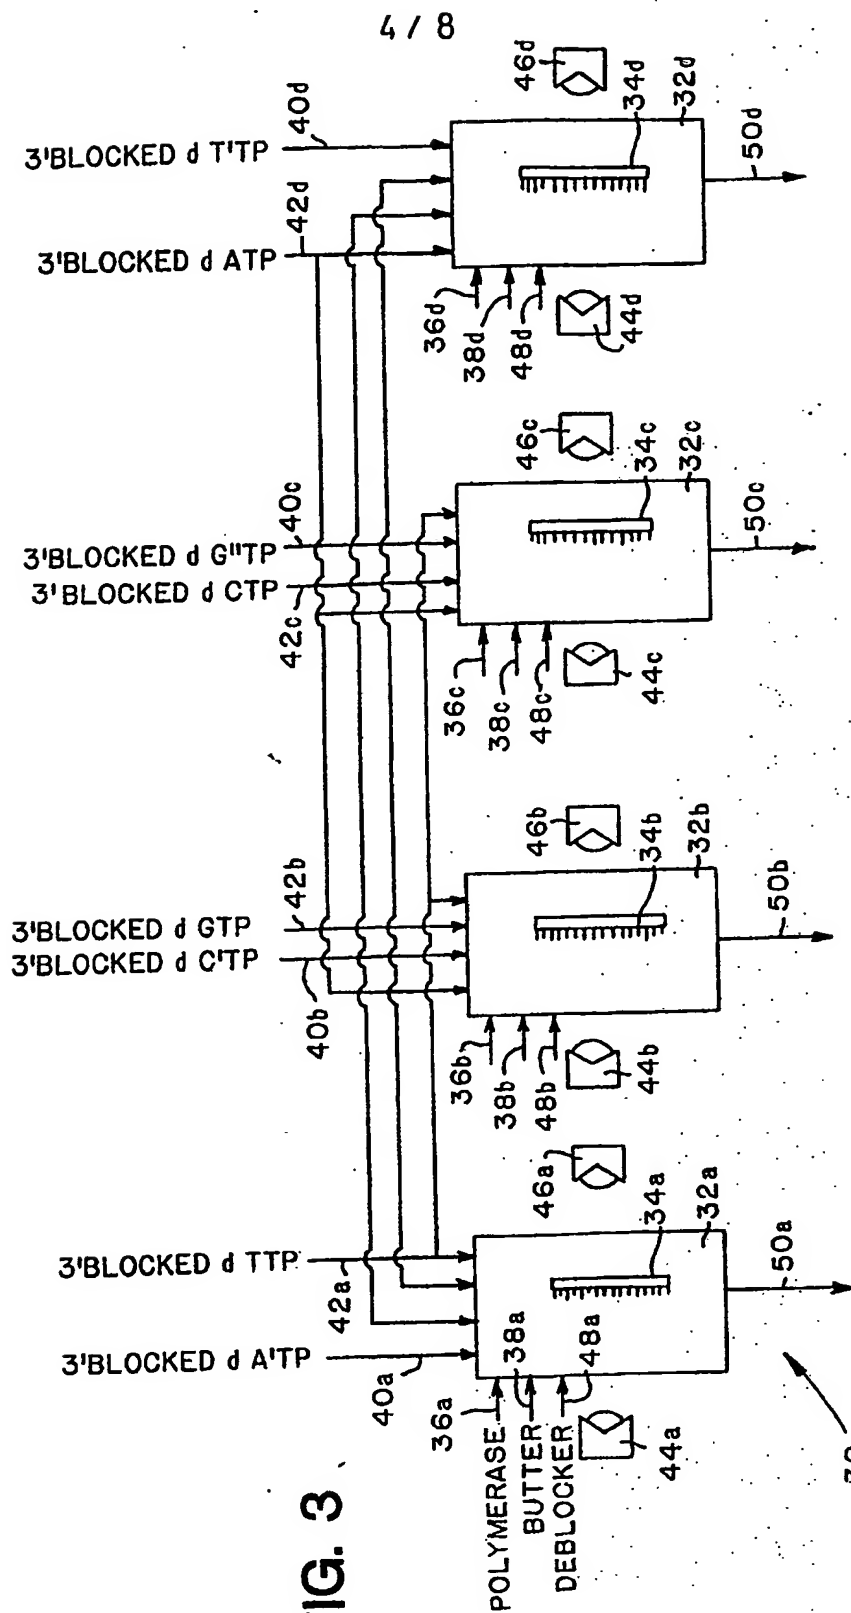 4 / 8
3'BLOCKED d T'TP
40d
3'BLOCKED d ATP
42d
46d
34d
32d
36d
38d
48d
44d
50d
3'BLOCKED d G"TP
40c
3'BLOCKED d CTP
42c
46c
34c
32c
36c
38c
48c
44c
50c
3'BLOCKED d GTP
42b
3'BLOCKED d C'TP
40b
46b
34b
32b
36b
38b
48b
44b
50b
3'BLOCKED d TTP
42a
3'BLOCKED d A'TP
40a
46a
34a
32a
36a
38a
48a
44a
50a
POLYMERASE
BUTTER
DEBLOCKER
IG. 3